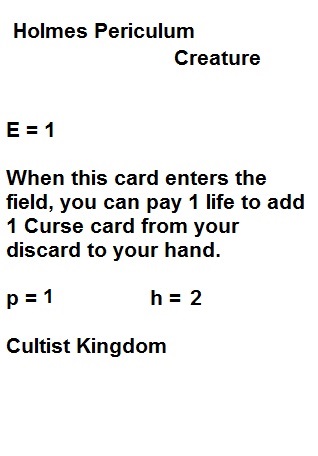 Holmes Periculum
Creature
E = 1
When this card enters the
field, you can pay 1 life to add
1 Curse card from your
discard to your hand.
p = 1 h = 2
Cultist Kingdom